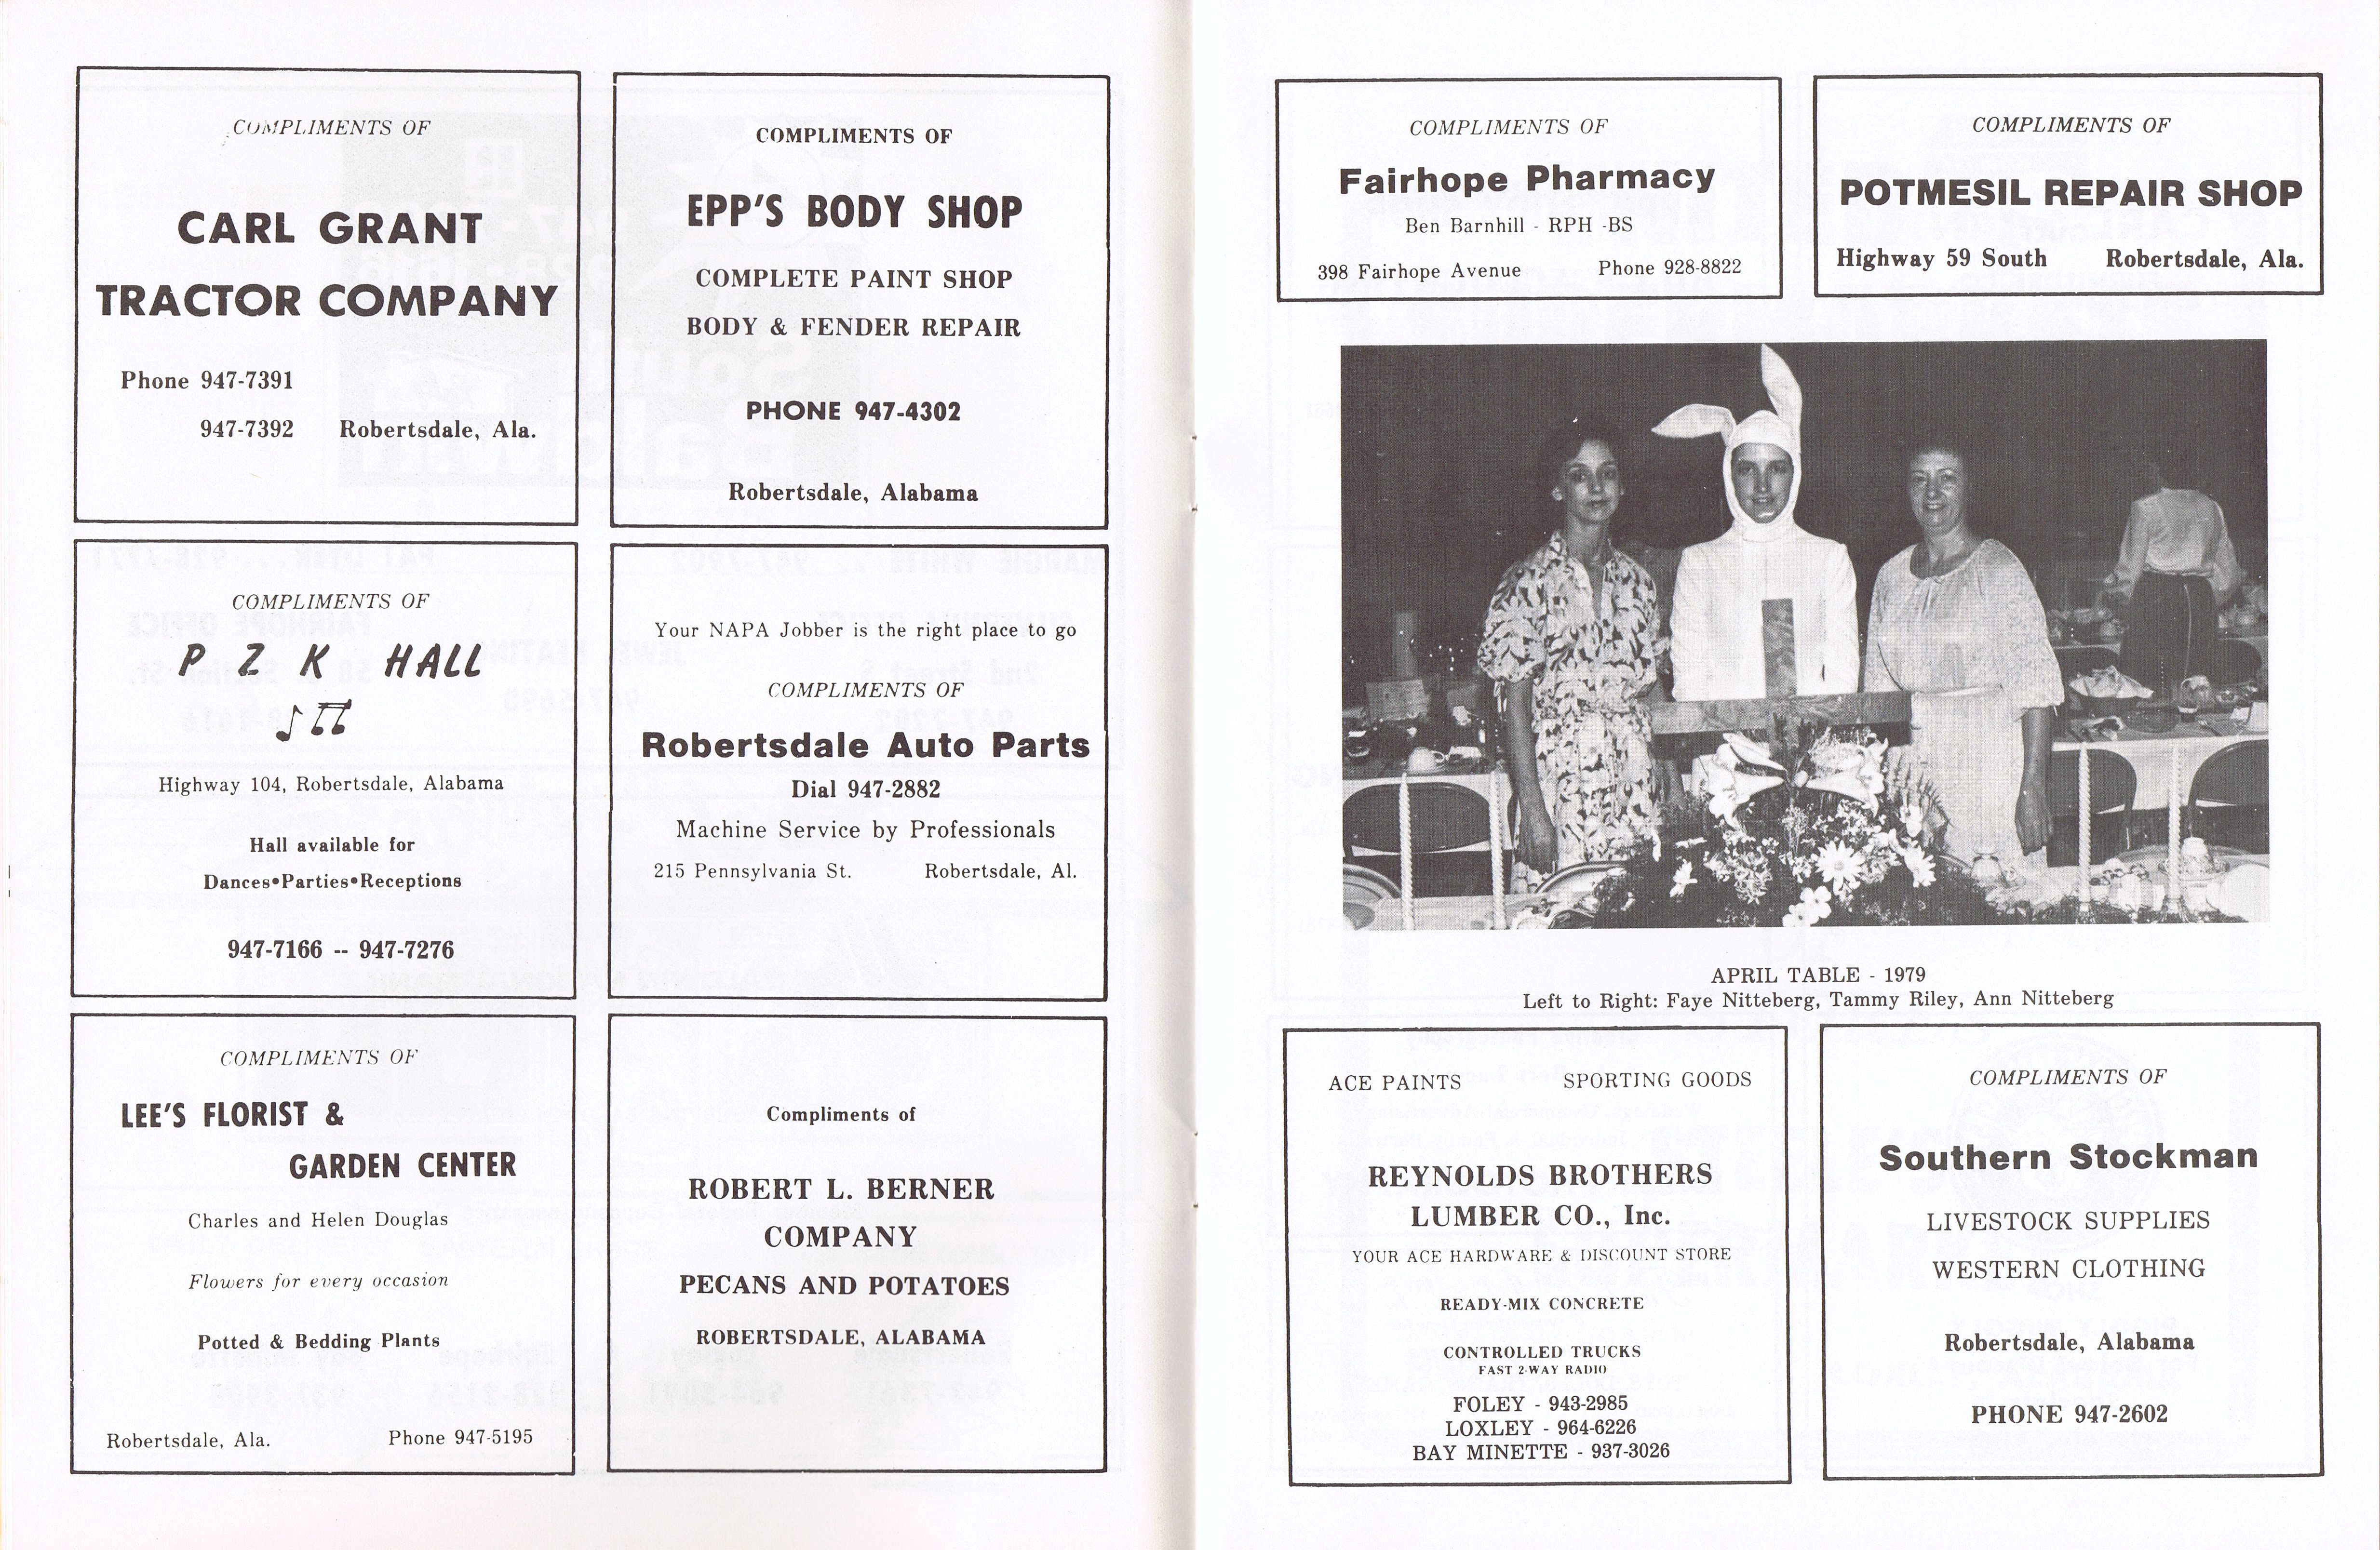 COMPLIMENTS OF
CARL GRANT
TRACTOR COMPANY
Phone 947-7391
947-7392 Robertsdale, Ala.
COMPLIMENTS OF
EPP'S BODY SHOP
COMPLETE PAINT SHOP
BODY & FENDER REPAIR
PHONE 947-4302
Robertsdale, Alabama
COMPLIMENTS OF
P Z K HALL
Highway 104, Robertsdale, Alabama
Hall available for
Dances•Parties•Receptions
947-7166 -- 947-7276
Your NAPA Jobber is the right place to go
COMPLIMENTS OF
Robertsdale Auto Parts
Dial 947-2882
Machine Service by Professionals
215 Pennsylvania St. Robertsdale, Al.
COMPLIMENTS OF
LEE'S FLORIST &
GARDEN CENTER
Charles and Helen Douglas
Flowers for every occasion
Potted & Bedding Plants
Robertsdale, Ala. Phone 947-5195
Compliments of
ROBERT L. BERNER
COMPANY
PECANS AND POTATOES
ROBERTSDALE, ALABAMA
COMPLIMENTS OF
Fairhope Pharmacy
Ben Barnhill - RPH -BS
398 Fairhope Avenue Phone 928-8822
COMPLIMENTS OF
POTMESIL REPAIR SHOP
Highway 59 South Robertsdale, Ala.
APRIL TABLE - 1979
Left to Right: Faye Nitteberg, Tammy Riley, Ann Nitteberg
ACE PAINTS SPORTING GOODS
REYNOLDS BROTHERS
LUMBER CO., Inc.
YOUR ACE HARDWARE & DISCOUNT STORE
READY-MIX CONCRETE
CONTROLLED TRUCKS
FAST 2-WAY RADIO
FOLEY - 943-2985
LOXLEY - 964-6226
BAY MINETTE - 937-3026
COMPLIMENTS OF
Southern Stockman
LIVESTOCK SUPPLIES
WESTERN CLOTHING
Robertsdale, Alabama
PHONE 947-2602